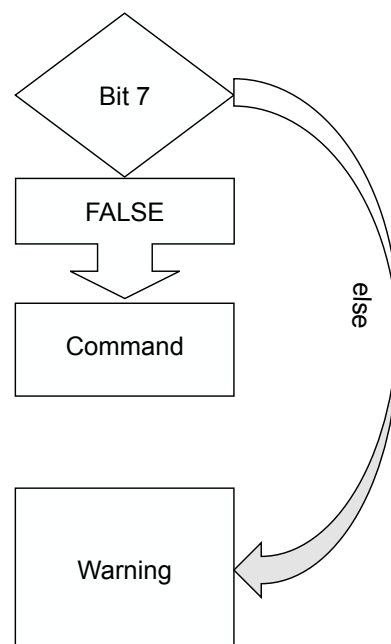 Bit 7
FALSE
Command
else
Warning